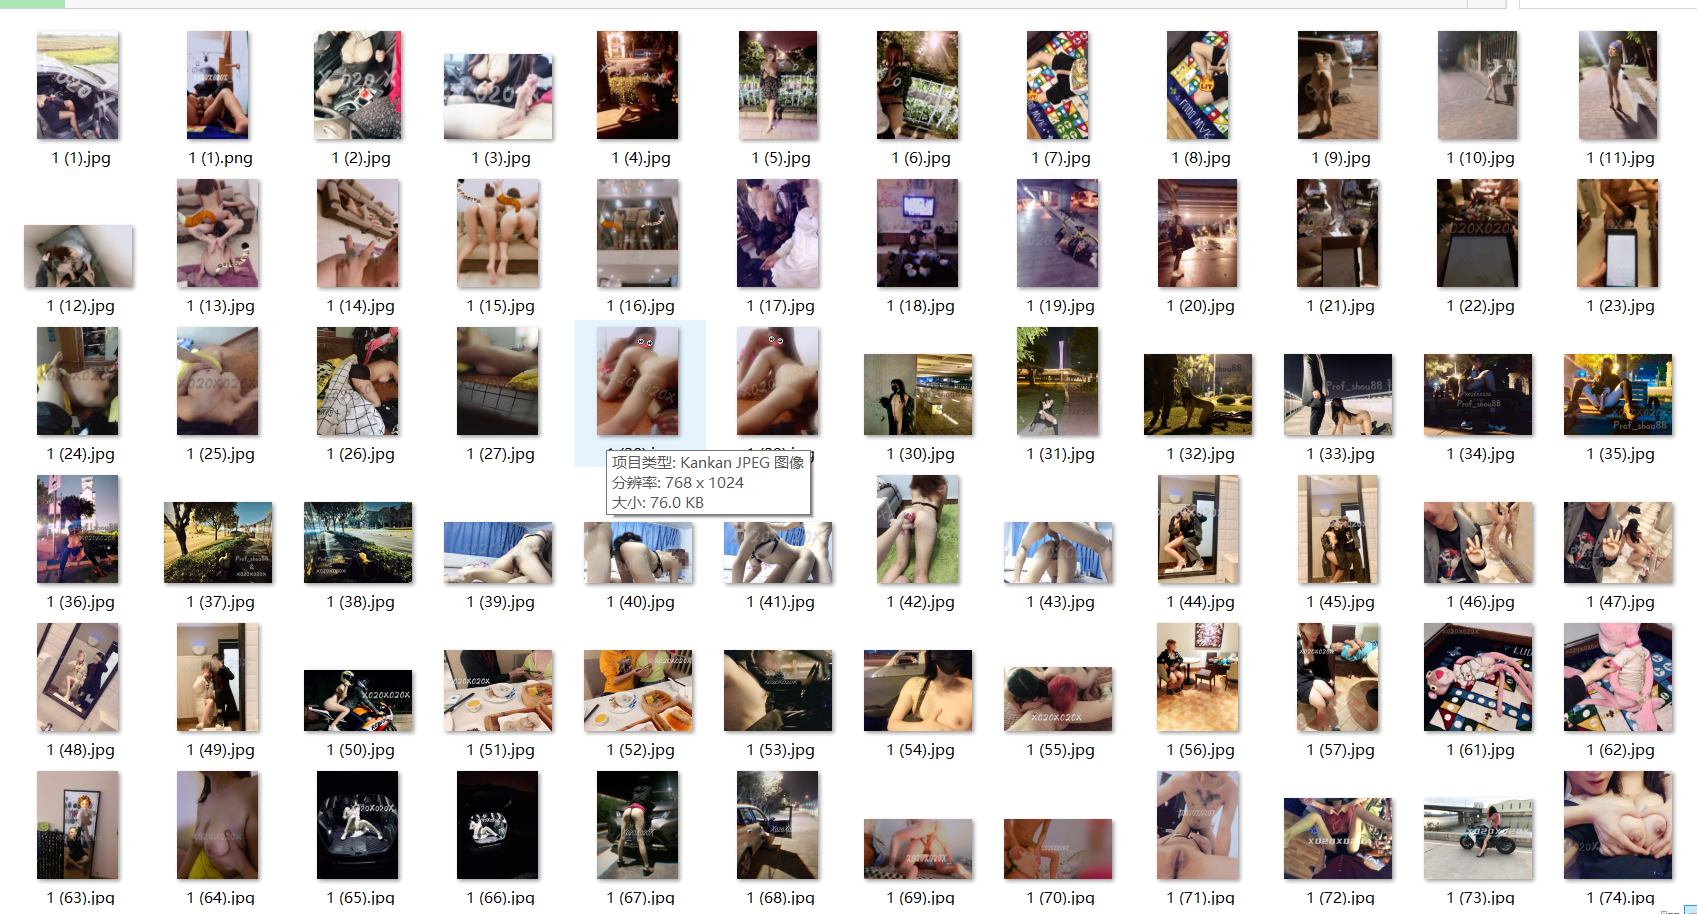 1 (1).jpg
1 (1).png
1 (2).jpg
1 (3).jpg
1 (4).jpg
1 (5).jpg
1 (6).jpg
1 (7).jpg
1 (8).jpg
1 (9).jpg
1 (10).jpg
1 (11).jpg
1 (12).jpg
1 (13).jpg
1 (14).jpg
1 (15).jpg
1 (16).jpg
1 (17).jpg
1 (18).jpg
1 (19).jpg
1 (20).jpg
1 (21).jpg
1 (22).jpg
1 (23).jpg
1 (24).jpg
1 (25).jpg
1 (26).jpg
1 (27).jpg
1 (30).jpg
1 (31).jpg
1 (32).jpg
1 (33).jpg
1 (34).jpg
1 (35).jpg
项目类型: Kankan JPEG 图像
分辨率: 768 x 1024
大小: 76.0 KB
1 (36).jpg
1 (37).jpg
1 (38).jpg
1 (39).jpg
1 (40).jpg
1 (41).jpg
1 (42).jpg
1 (43).jpg
1 (44).jpg
1 (45).jpg
1 (46).jpg
1 (47).jpg
1 (48).jpg
1 (49).jpg
1 (50).jpg
1 (51).jpg
1 (52).jpg
1 (53).jpg
1 (54).jpg
1 (55).jpg
1 (56).jpg
1 (57).jpg
1 (61).jpg
1 (62).jpg
1 (63).jpg
1 (64).jpg
1 (65).jpg
1 (66).jpg
1 (67).jpg
1 (68).jpg
1 (69).jpg
1 (70).jpg
1 (71).jpg
1 (72).jpg
1 (73).jpg
1 (74).jpg